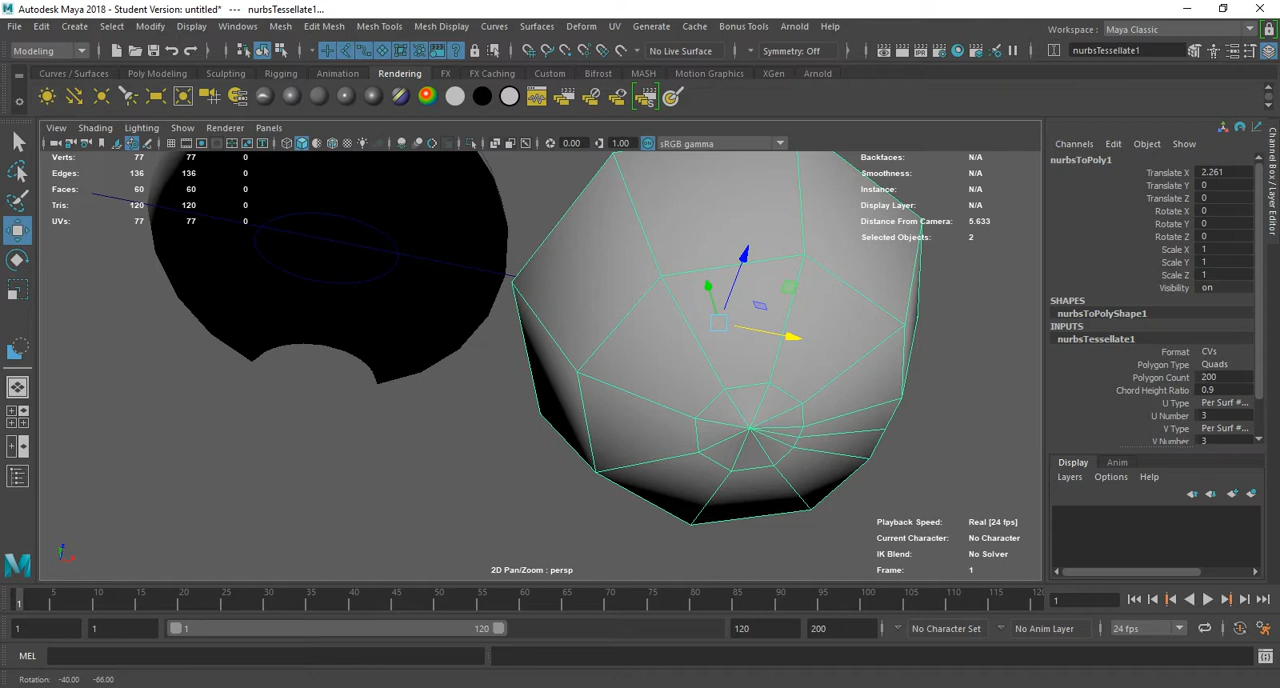 Autodesk Maya 2018 - Student Version: untitled* --- nurbsTessellate1...
File Edit Create Select Modify Display Windows Mesh Edit Mesh Mesh Tools Mesh Display Curves Surfaces Deform UV Generate Cache Bonus Tools Arnold Help
Workspace : Maya Classic
Modeling No Live Surface Symmetry: Off nurbsTessellate1
Curves / Surfaces Poly Modeling Sculpting Rigging Animation Rendering FX FX Caching Custom Bifrost MASH Motion Graphics XGen Arnold
View Shading Lighting Show Renderer Panels
0.00 1.00 sRGB gamma
Verts: 77 77 0
Edges: 136 136 0
Faces: 60 60 0
Tris: 120 120 0
UVs: 77 77 0
Backfaces: N/A
Smoothness: N/A
Instance: N/A
Display Layer: N/A
Distance From Camera: 5.633
Selected Objects: 2
Playback Speed: Real [24 fps]
Current Character: No Character
IK Blend: No Solver
Frame: 1
2D Pan/Zoom : persp
Channels Edit Object Show
nurbsToPoly1
Translate X 2.261
Translate Y 0
Translate Z 0
Rotate X 0
Rotate Y 0
Rotate Z 0
Scale X 1
Scale Y 1
Scale Z 1
Visibility on
SHAPES
nurbsToPolyShape1
INPUTS
nurbsTessellate1
Format CVs
Polygon Type Quads
Polygon Count 200
Chord Height Ratio 0.9
U Type Per Surf #...
U Number 3
V Type Per Surf #...
V Number 3
Channel Box / Layer Editor
Display Anim
Layers Options Help
1 5 10 15 20 25 30 35 40 45 50 55 60 65 70 75 80 85 90 95 100 105 110 115 120 1
1 1 1 120 120 200 No Character Set No Anim Layer 24 fps
MEL
Rotation: -40.00 -66.00